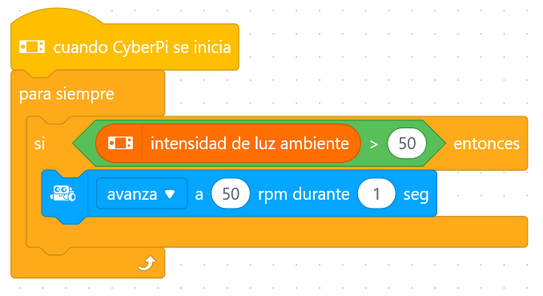 cuando CyberPi se inicia
para siempre
si intensidad de luz ambiente > 50 entonces
avanza a 50 rpm durante 1 seg